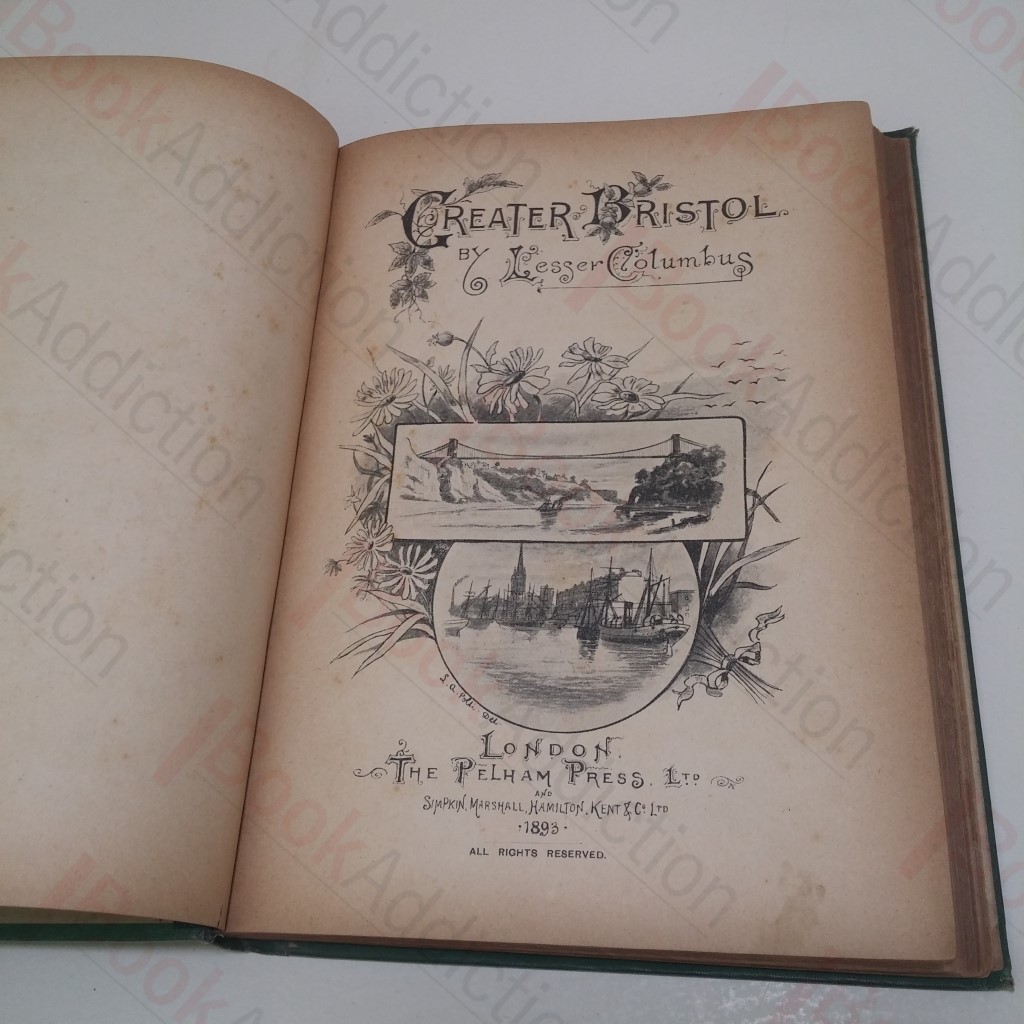 GREATER BRISTOL
BY Lesser Columbus
LONDON.
THE PELHAM PRESS, LTD
AND
SIMPKIN, MARSHALL, HAMILTON, KENT & Co LTD
·1893·
ALL RIGHTS RESERVED.
BookAddiction